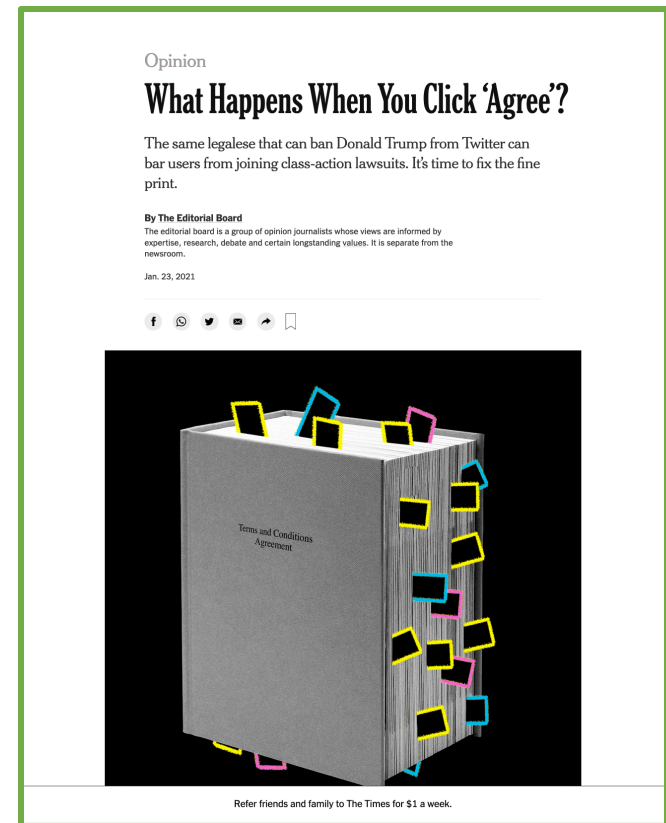 Opinion
What Happens When You Click ‘Agree’?
The same legalese that can ban Donald Trump from Twitter can
bar users from joining class-action lawsuits. It’s time to fix the fine
print.
By The Editorial Board
The editorial board is a group of opinion journalists whose views are informed by
expertise, research, debate and certain longstanding values. It is separate from the
newsroom.
Jan. 23, 2021
Terms and Conditions
Agreement
Refer friends and family to The Times for $1 a week.